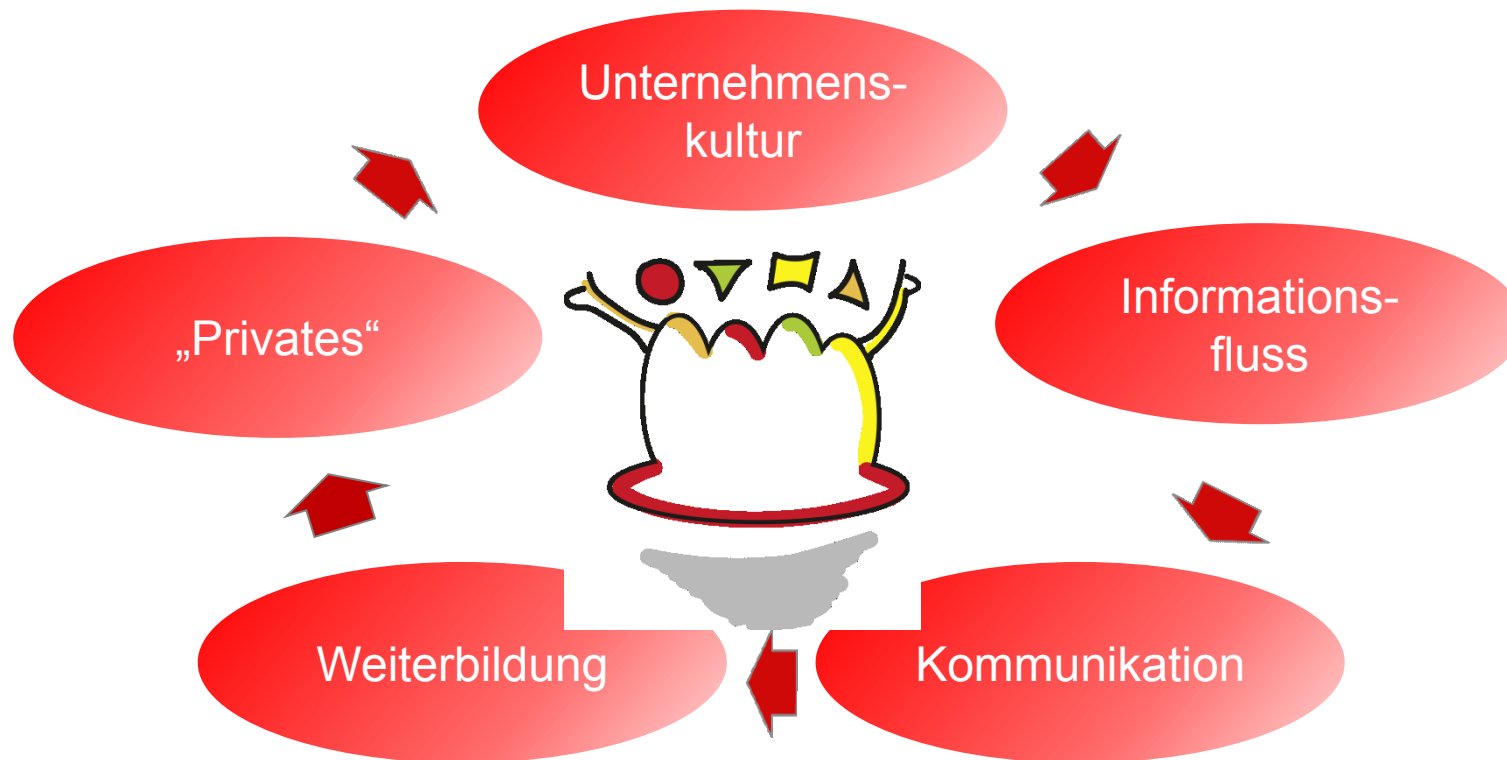 Unternehmens-
kultur
Informations-
fluss
Kommunikation
Weiterbildung
„Privates“